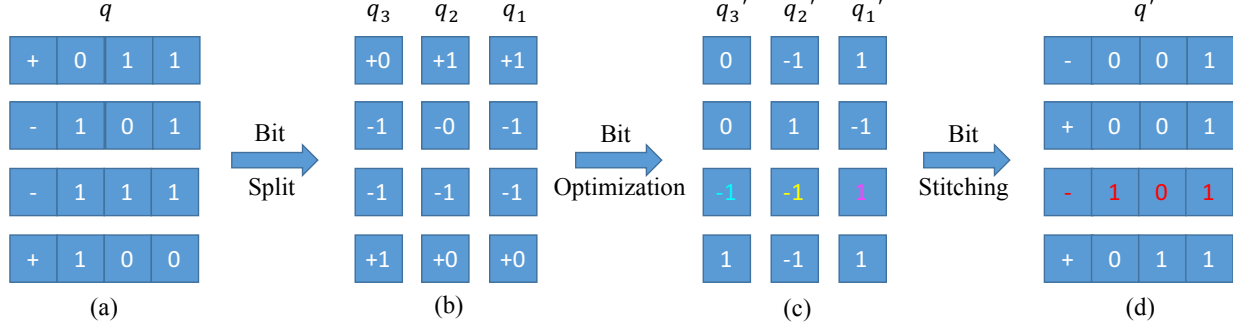 q q₃ q₂ q₁ q₃′ q₂′ q₁′ q′
+ 0 1 1 +0 +1 +1 0 -1 1 - 0 0 1
- 1 0 1 -1 -0 -1 0 1 -1 + 0 0 1
Bit Bit Bit
Split Optimization Stitching
- 1 1 1 -1 -1 -1 -1 -1 1 - 1 0 1
+ 1 0 0 +1 +0 +0 1 -1 1 + 0 1 1
(a) (b) (c) (d)